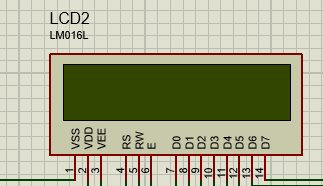 LCD2
LM016L
VSS VDD VEE RS RW E D0 D1 D2 D3 D4 D5 D6 D7
1 2 3 4 5 6 7 8 9 10 11 12 13 14